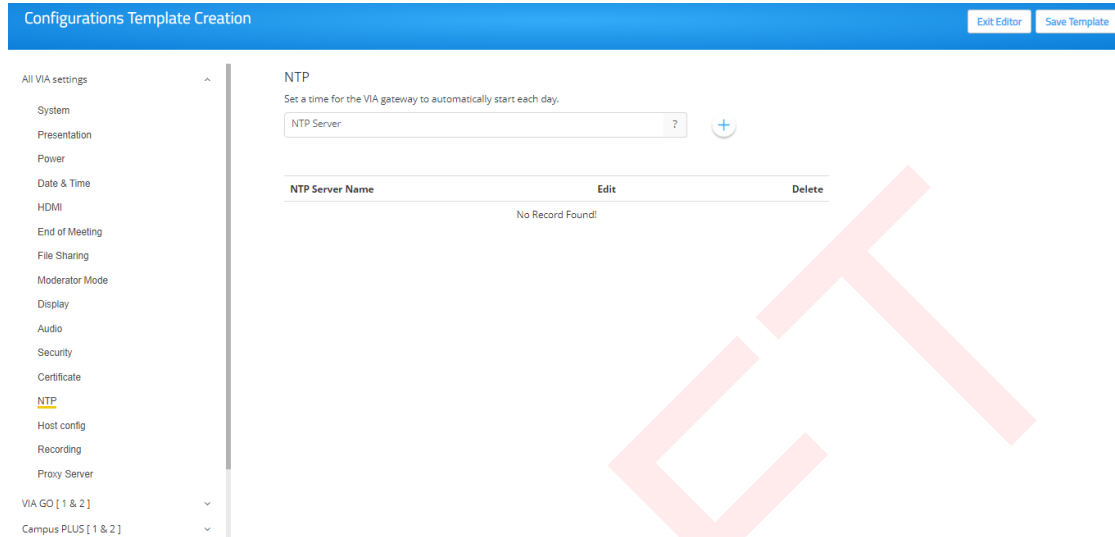 Configurations Template Creation
Exit Editor
Save Template
All VIA settings
System
Presentation
Power
Date & Time
HDMI
End of Meeting
File Sharing
Moderator Mode
Display
Audio
Security
Certificate
NTP
Host config
Recording
Proxy Server
VIA GO [ 1 & 2 ]
Campus PLUS [ 1 & 2 ]
NTP
Set a time for the VIA gateway to automatically start each day.
NTP Server ?
+
NTP Server Name Edit Delete
No Record Found!